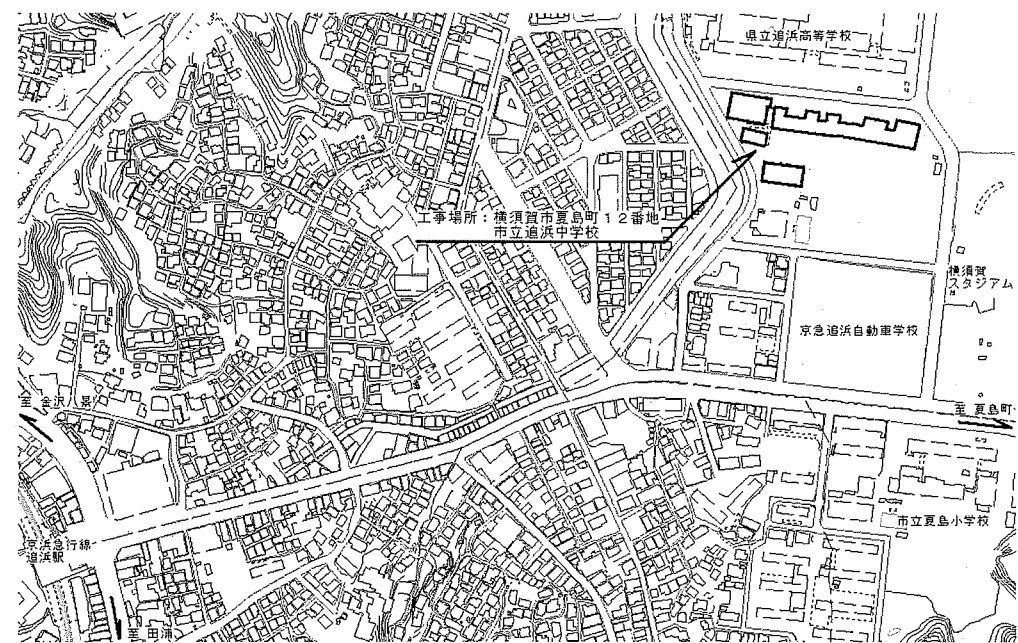 県立追浜高等学校
工事場所：横須賀市夏島町１２番地
市立追浜中学校
横須賀
スタジアム
京急追浜自動車学校
至 金沢八景
至 夏島町
市立夏島小学校
京浜急行線
追浜駅
至 田浦